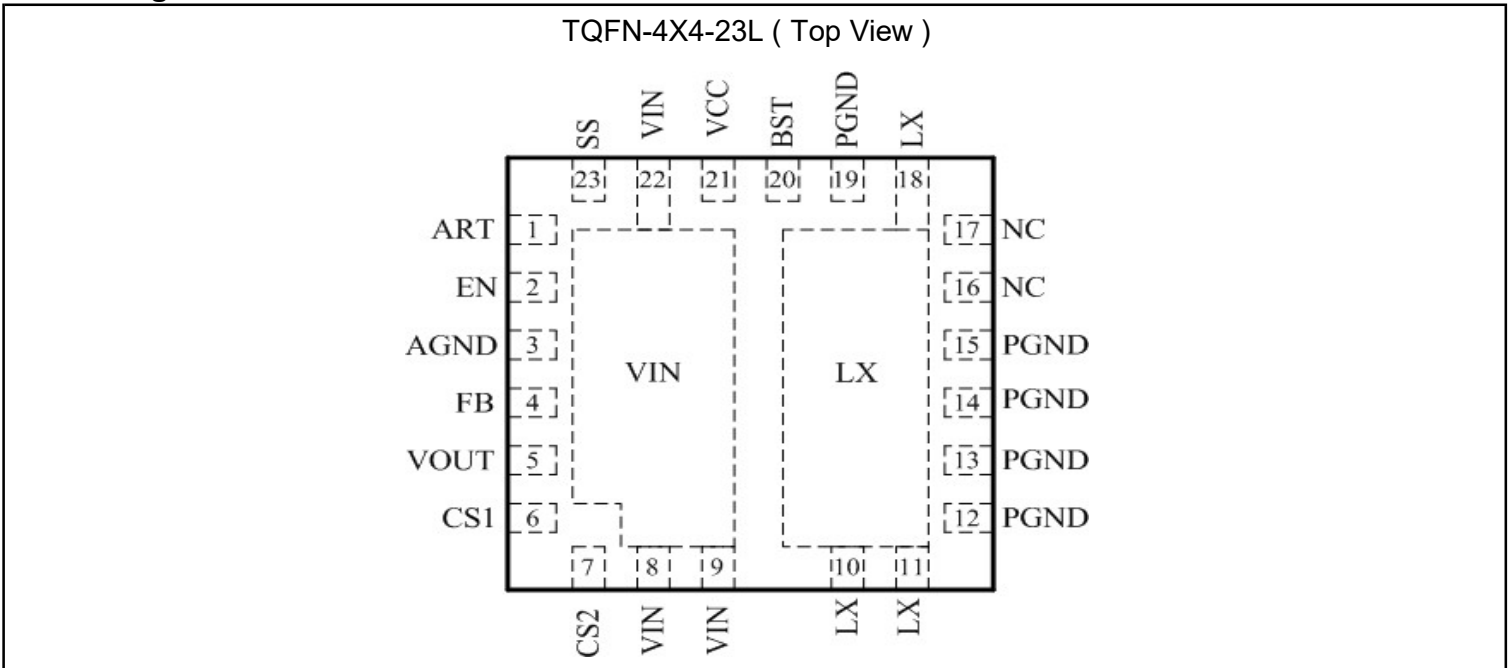 TQFN-4X4-23L ( Top View )
SS VIN VCC BST PGND LX
23 22 21 20 19 18
ART 1 17 NC
EN 2 16 NC
AGND 3 15 PGND
VIN LX
FB 4 14 PGND
VOUT 5 13 PGND
CS1 6 12 PGND
7 8 9 10 11
CS2 VIN VIN LX LX